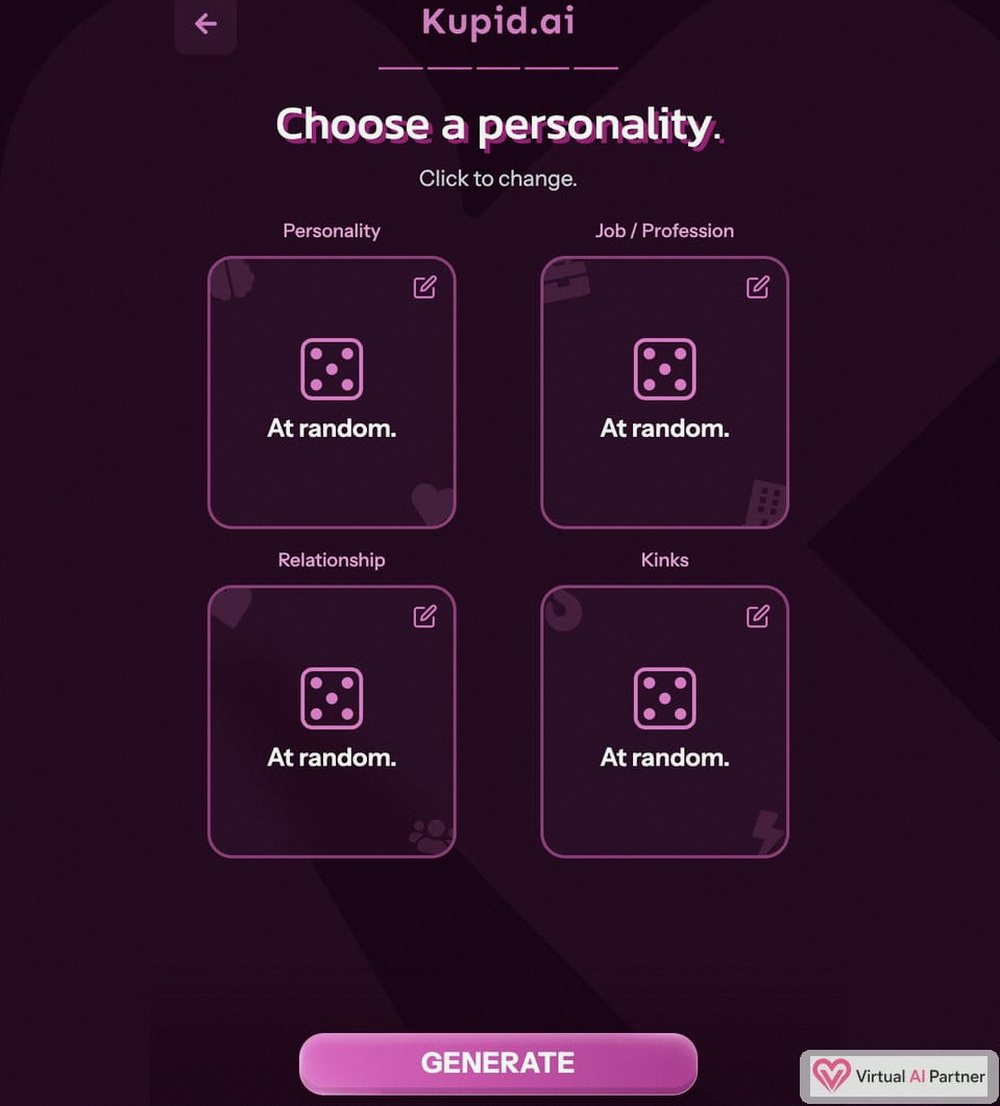 Kupid.ai
Choose a personality.
Click to change.
Personality
Job / Profession
At random.
At random.
Relationship
Kinks
At random.
At random.
GENERATE
Virtual AI Partner